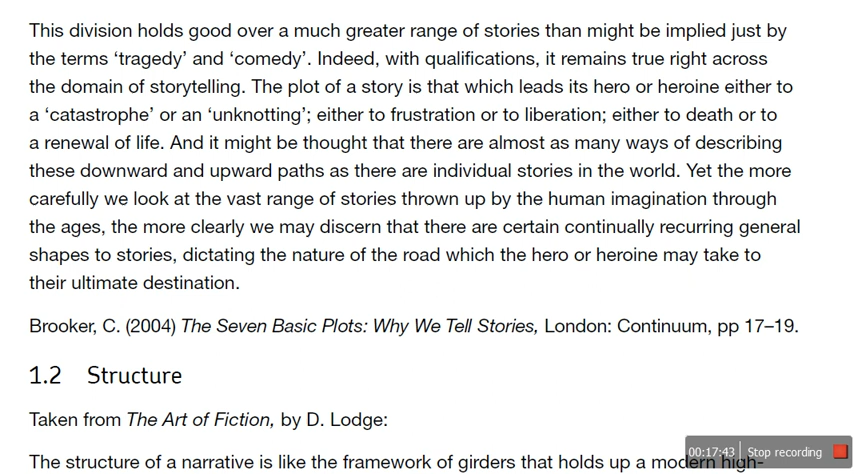 This division holds good over a much greater range of stories than might be implied just by
the terms ‘tragedy’ and ‘comedy’. Indeed, with qualifications, it remains true right across
the domain of storytelling. The plot of a story is that which leads its hero or heroine either to
a ‘catastrophe’ or an ‘unknotting’; either to frustration or to liberation; either to death or to
a renewal of life. And it might be thought that there are almost as many ways of describing
these downward and upward paths as there are individual stories in the world. Yet the more
carefully we look at the vast range of stories thrown up by the human imagination through
the ages, the more clearly we may discern that there are certain continually recurring general
shapes to stories, dictating the nature of the road which the hero or heroine may take to
their ultimate destination.
Brooker, C. (2004) The Seven Basic Plots: Why We Tell Stories, London: Continuum, pp 17–19.
1.2 Structure
Taken from The Art of Fiction, by D. Lodge:
The structure of a narrative is like the framework of girders that holds up a modern high-
00:17:43 Stop recording